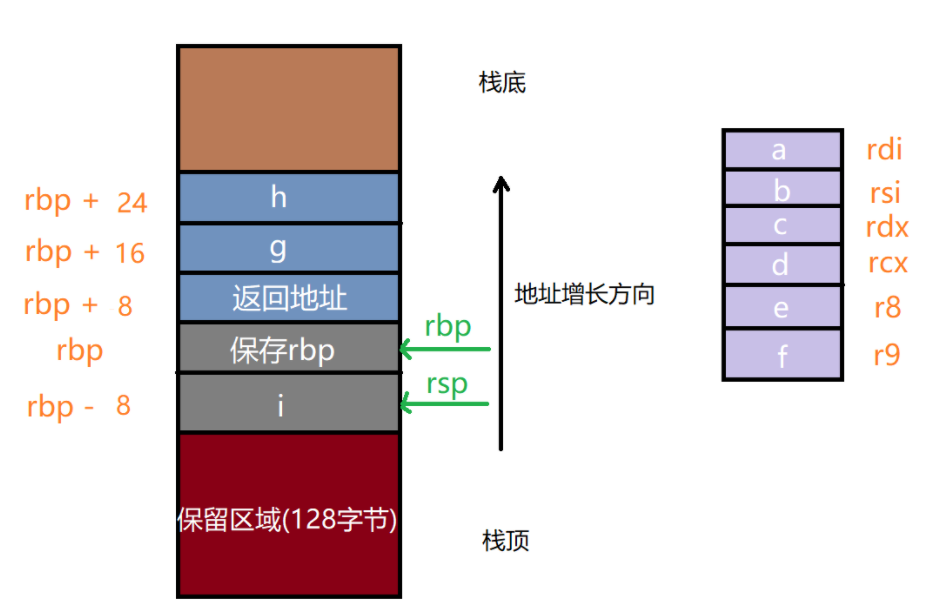 栈底
rbp + 24
h
rbp + 16
g
rbp + 8
返回地址
rbp
保存rbp
rbp
rbp - 8
i
rsp
保留区域(128字节)
地址增长方向
栈顶
a
rdi
b
rsi
c
rdx
d
rcx
e
r8
f
r9